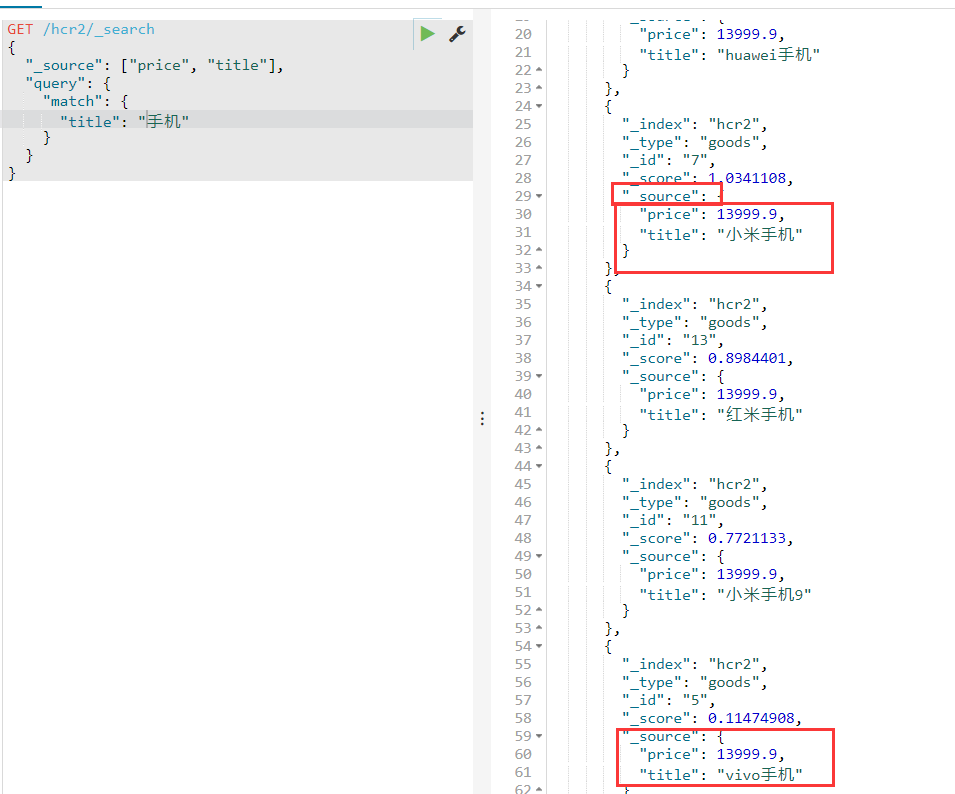 GET /hcr2/_search
{
"_source": ["price", "title"],
"query": {
"match": {
"title": "手机"
}
}
}
20 "price": 13999.9,
21 "title": "huawei手机"
22 }
23 },
24 {
25 "_index": "hcr2",
26 "_type": "goods",
27 "_id": "7",
28 "_score": 1.0341108,
29 "_source": {
30 "price": 13999.9,
31 "title": "小米手机"
32 }
33 },
34 {
35 "_index": "hcr2",
36 "_type": "goods",
37 "_id": "13",
38 "_score": 0.8984401,
39 "_source": {
40 "price": 13999.9,
41 "title": "红米手机"
42 }
43 },
44 {
45 "_index": "hcr2",
46 "_type": "goods",
47 "_id": "11",
48 "_score": 0.7721133,
49 "_source": {
50 "price": 13999.9,
51 "title": "小米手机9"
52 }
53 },
54 {
55 "_index": "hcr2",
56 "_type": "goods",
57 "_id": "5",
58 "_score": 0.11474908,
59 "_source": {
60 "price": 13999.9,
61 "title": "vivo手机"
62 }